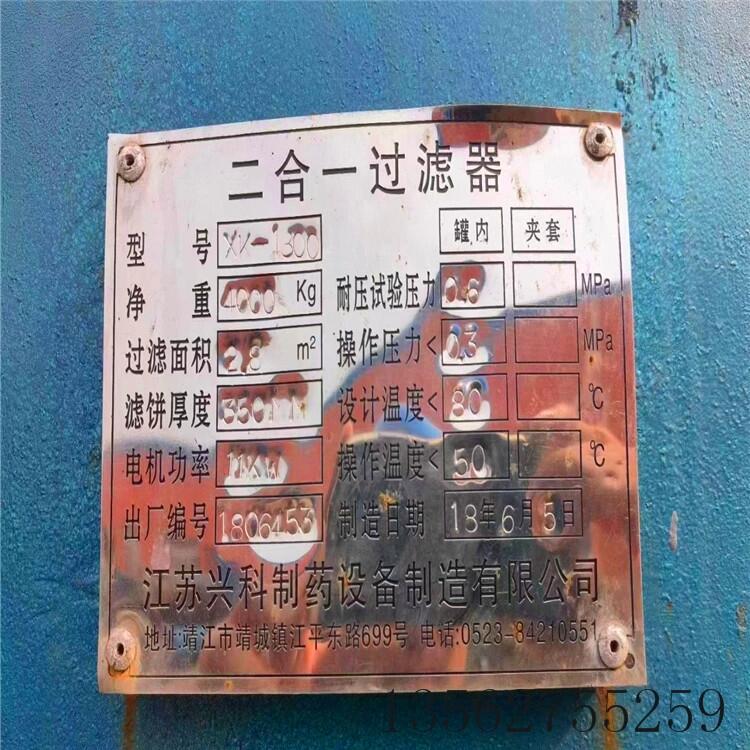 二合一过滤器
罐内 夹套
型号 XK-1300
净重 4000 Kg 耐压试验压力 0.6 MPa
过滤面积 2.8 m² 操作压力< 0.3 MPa
滤饼厚度 350 设计温度< 80 ℃
电机功率 11KW 操作温度< 50 ℃
出厂编号 1806453 制造日期 18年6月5日
江苏兴科制药设备制造有限公司
地址:靖江市靖城镇江平东路699号 电话:0523-84210551
13562755259